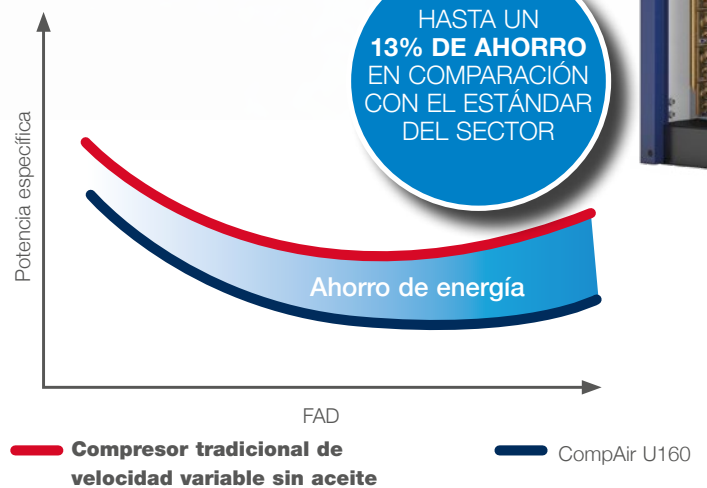 HASTA UN
13% DE AHORRO
EN COMPARACIÓN
CON EL ESTÁNDAR
DEL SECTOR
Potencia específica
Ahorro de energía
FAD
Compresor tradicional de
velocidad variable sin aceite
CompAir U160